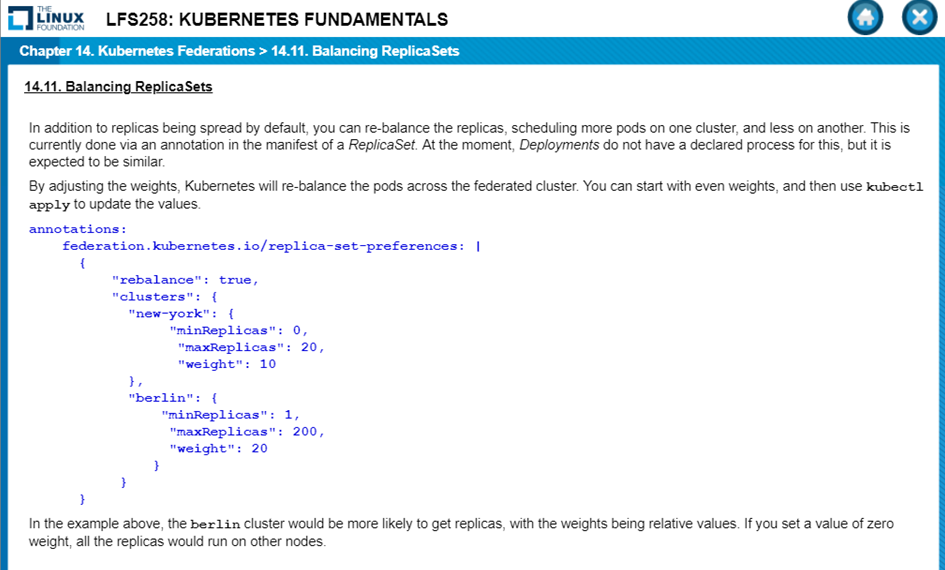 THE
LINUX
FOUNDATION
LFS258: KUBERNETES FUNDAMENTALS
Chapter 14. Kubernetes Federations > 14.11. Balancing ReplicaSets
14.11. Balancing ReplicaSets
In addition to replicas being spread by default, you can re-balance the replicas, scheduling more pods on one cluster, and less on another. This is
currently done via an annotation in the manifest of a ReplicaSet. At the moment, Deployments do not have a declared process for this, but it is
expected to be similar.
By adjusting the weights, Kubernetes will re-balance the pods across the federated cluster. You can start with even weights, and then use kubectl
apply to update the values.
annotations:
    federation.kubernetes.io/replica-set-preferences: |
      {
          "rebalance": true,
          "clusters": {
            "new-york": {
                 "minReplicas": 0,
                  "maxReplicas": 20,
                  "weight": 10
            },
            "berlin": {
                "minReplicas": 1,
                 "maxReplicas": 200,
                 "weight": 20
               }
           }
      }
In the example above, the berlin cluster would be more likely to get replicas, with the weights being relative values. If you set a value of zero
weight, all the replicas would run on other nodes.